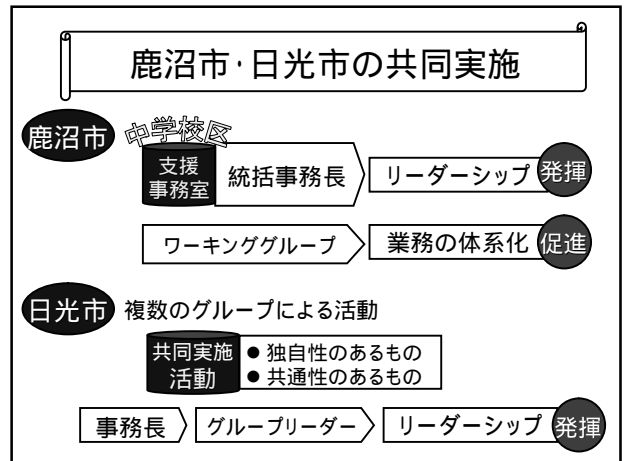 鹿沼市・日光市の共同実施
鹿沼市
中学校区
支援
事務室
統括事務長
リーダーシップ
発揮
ワーキンググループ
業務の体系化
促進
日光市
複数のグループによる活動
共同実施
活動
● 独自性のあるもの
● 共通性のあるもの
事務長
グループリーダー
リーダーシップ
発揮